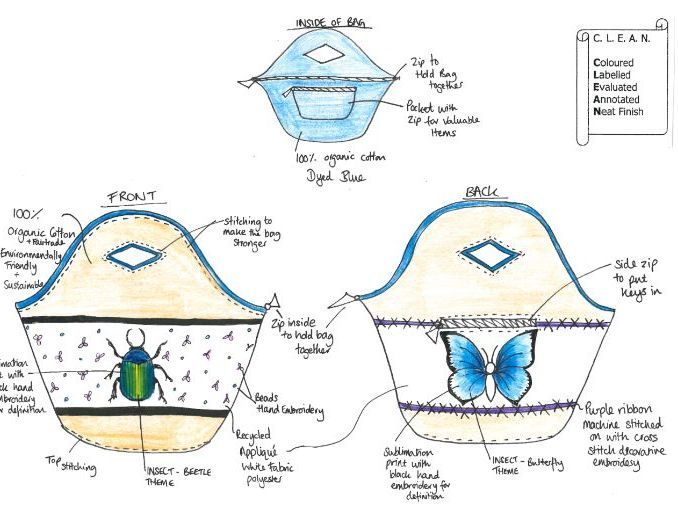 INSIDE OF BAG
Zip to
Hold Bag
together
Pocket with
Zip for valuable
Items
100% organic cotton
Dyed Blue
C. L. E. A. N.
Coloured
Labelled
Evaluated
Annotated
Neat Finish
FRONT
100%
Organic Cotton
+ Fairtrade
Environmentally
Friendly
+
Sustainable
stitching to
make the bag
stronger
Zip inside
to hold bag
together
with
hand
definition
Beads
Hand Embroidery
Recycled
Appliqué
White Fabric
polyester
Top
Stitching
INSECT - BEETLE
THEME
BACK
Side zip
to put
Keys in
Purple ribbon
machine stitched
on with cross
stitch decorative
embroidery
Sublimation
print with
black hand
embroidery for
definition
INSECT - Butterfly
THEME